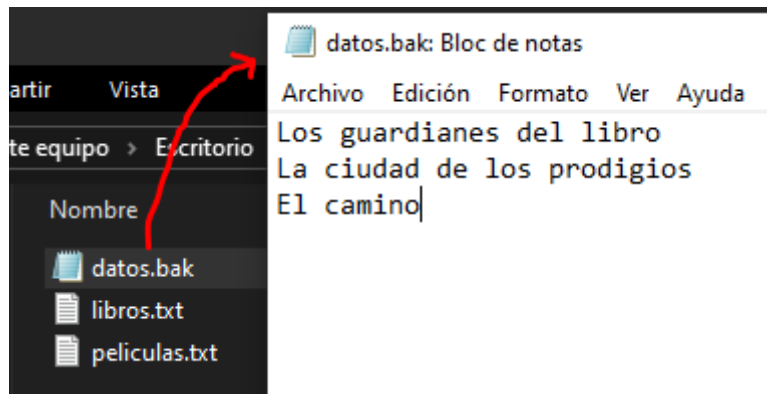 datos.bak: Bloc de notas
artir Vista
Archivo Edición Formato Ver Ayuda
te equipo > Escritorio
Nombre
datos.bak
libros.txt
peliculas.txt
Los guardianes del libro
La ciudad de los prodigios
El camino